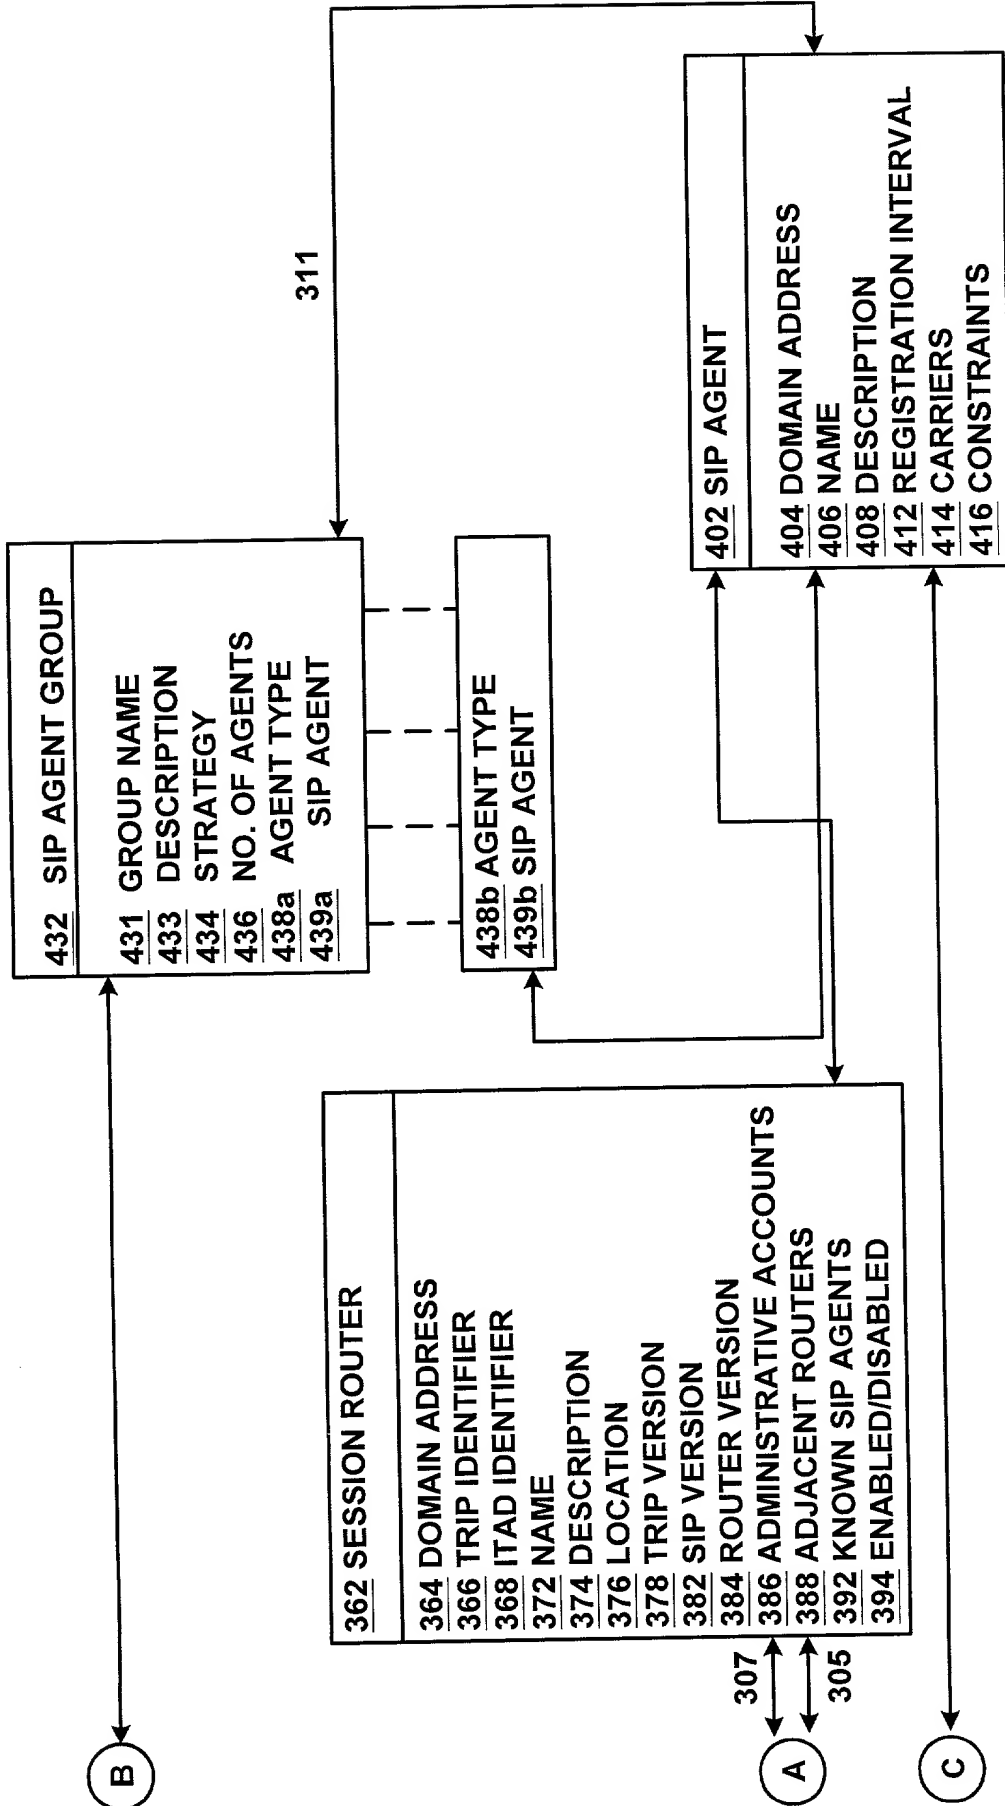 B
432 SIP AGENT GROUP
431 GROUP NAME
433 DESCRIPTION
434 STRATEGY
436 NO. OF AGENTS
438a AGENT TYPE
439a SIP AGENT
438b AGENT TYPE
439b SIP AGENT
311
362 SESSION ROUTER
364 DOMAIN ADDRESS
366 TRIP IDENTIFIER
368 ITAD IDENTIFIER
372 NAME
374 DESCRIPTION
376 LOCATION
378 TRIP VERSION
382 SIP VERSION
384 ROUTER VERSION
386 ADMINISTRATIVE ACCOUNTS
388 ADJACENT ROUTERS
392 KNOWN SIP AGENTS
394 ENABLED/DISABLED
307
305
A
402 SIP AGENT
404 DOMAIN ADDRESS
406 NAME
408 DESCRIPTION
412 REGISTRATION INTERVAL
414 CARRIERS
416 CONSTRAINTS
C